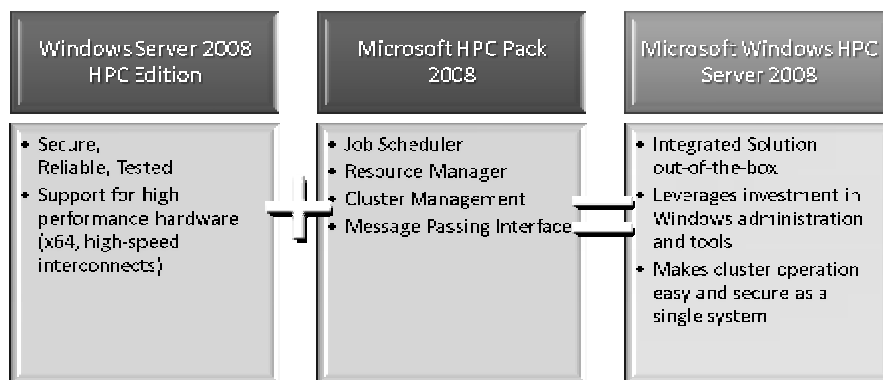 Windows Server 2008
HPC Edition
• Secure,
Reliable, Tested
• Support for high
performance hardware
(x64, high-speed
interconnects)
Microsoft HPC Pack
2008
• Job Scheduler
• Resource Manager
• Cluster Management
• Message Passing Interface
Microsoft Windows HPC
Server 2008
• Integrated Solution
out-of-the-box
• Leverages investment in
Windows administration
and tools
• Makes cluster operation
easy and secure as a
single system